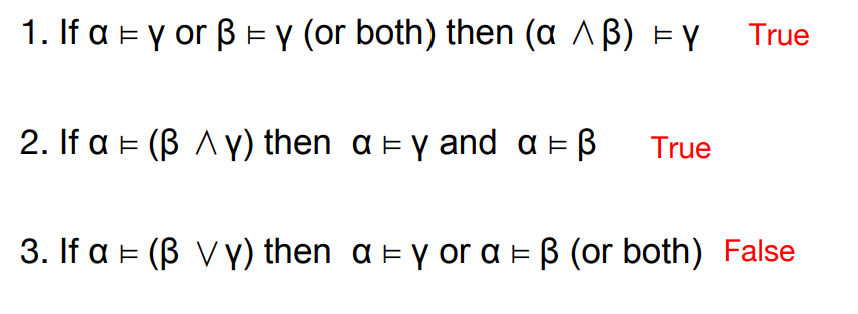 1. If α ⊨ γ or β ⊨ γ (or both) then (α ∧ β) ⊨ γ True
2. If α ⊨ (β ∧ γ) then α ⊨ γ and α ⊨ β True
3. If α ⊨ (β ∨ γ) then α ⊨ γ or α ⊨ β (or both) False